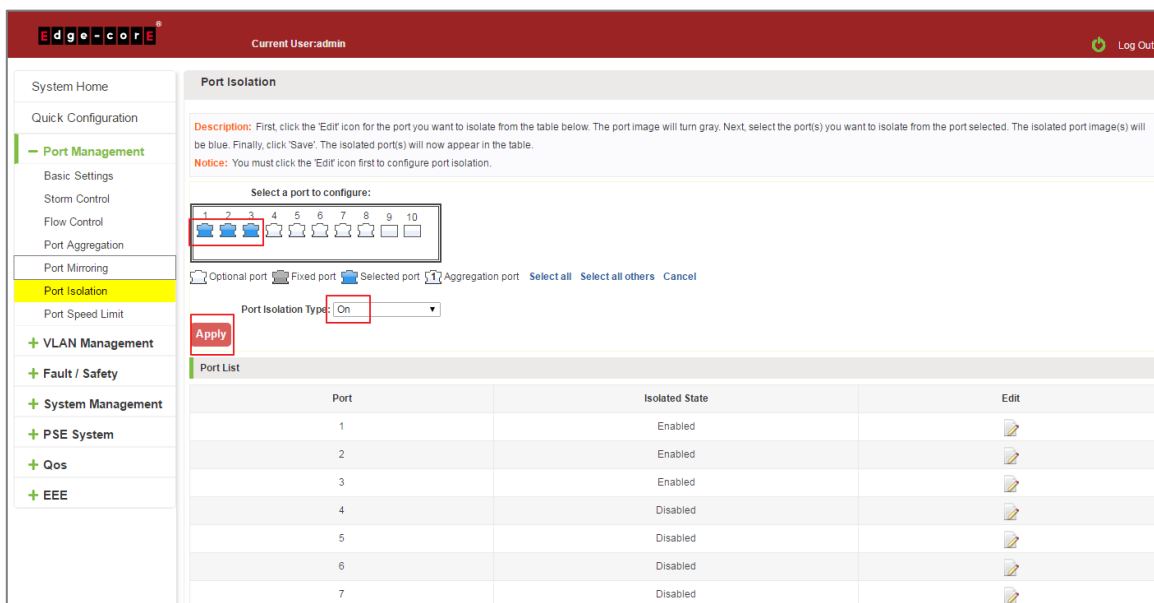 Edge-corE®
Current User:admin
Log Out
System Home
Quick Configuration
− Port Management
Basic Settings
Storm Control
Flow Control
Port Aggregation
Port Mirroring
Port Isolation
Port Speed Limit
+ VLAN Management
+ Fault / Safety
+ System Management
+ PSE System
+ Qos
+ EEE
Port Isolation
Description: First, click the 'Edit' icon for the port you want to isolate from the table below. The port image will turn gray. Next, select the port(s) you want to isolate from the port selected. The isolated port image(s) will
be blue. Finally, click 'Save'. The isolated port(s) will now appear in the table.
Notice: You must click the 'Edit' icon first to configure port isolation.
Select a port to configure:
1 2 3 4 5 6 7 8 9 10
Optional port Fixed port Selected port 1 Aggregation port Select all Select all others Cancel
Port Isolation Type: On
Apply
Port List
Port Isolated State Edit
1 Enabled
2 Enabled
3 Enabled
4 Disabled
5 Disabled
6 Disabled
7 Disabled